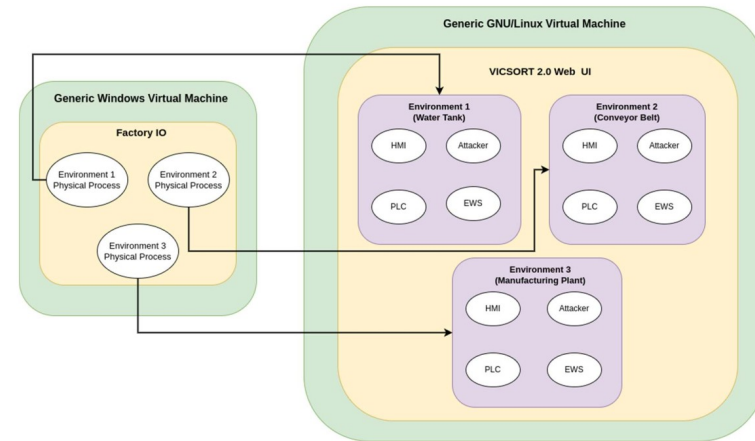 Generic GNU/Linux Virtual Machine
VICSORT 2.0 Web UI
Generic Windows Virtual Machine
Factory IO
Environment 1
Physical Process
Environment 2
Physical Process
Environment 3
Physical Process
Environment 1
(Water Tank)
HMI
Attacker
PLC
EWS
Environment 2
(Conveyor Belt)
HMI
Attacker
PLC
EWS
Environment 3
(Manufacturing Plant)
HMI
Attacker
PLC
EWS